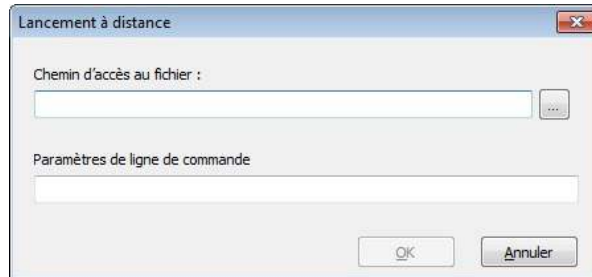 Lancement à distance
Chemin d'accès au fichier :
...
Paramètres de ligne de commande
OK
Annuler